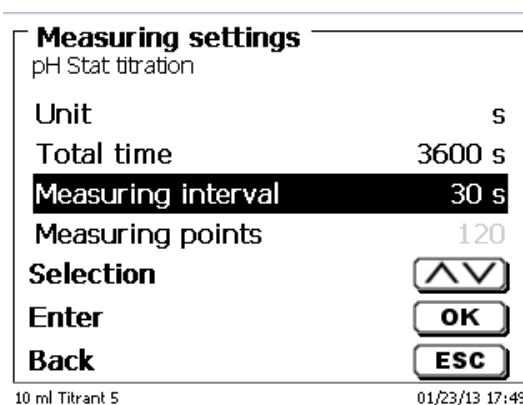 Measuring settings
pH Stat titration
Unit s
Total time 3600 s
Measuring interval 30 s
Measuring points 120
Selection
Enter OK
Back ESC
10 ml Titrant 5 01/23/13 17:49